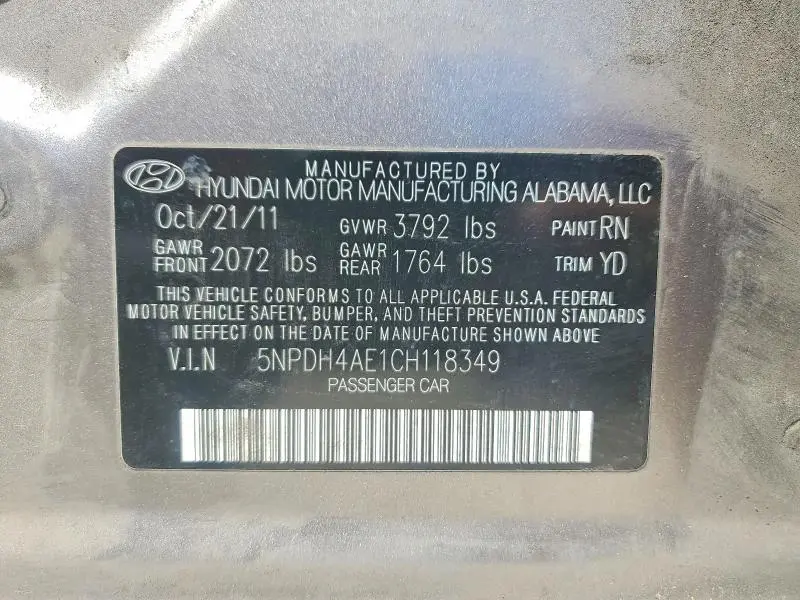 MANUFACTURED BY
HYUNDAI MOTOR MANUFACTURING ALABAMA, LLC
Oct/21/11 GVWR 3792 lbs PAINT RN
GAWR FRONT 2072 lbs GAWR REAR 1764 lbs TRIM YD
THIS VEHICLE CONFORMS TO ALL APPLICABLE U.S.A. FEDERAL
MOTOR VEHICLE SAFETY, BUMPER, AND THEFT PREVENTION STANDARDS
IN EFFECT ON THE DATE OF MANUFACTURE SHOWN ABOVE
V.I.N 5NPDH4AE1CH118349
PASSENGER CAR